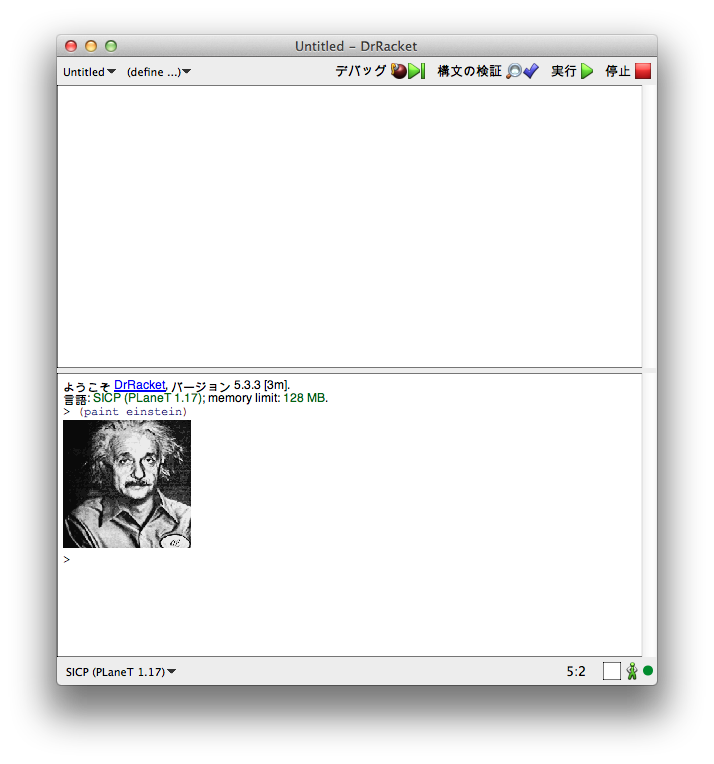 Untitled - DrRacket
Untitled (define ...) デバッグ 構文の検証 実行 停止
ようこそ DrRacket, バージョン 5.3.3 [3m].
言語: SICP (PLaneT 1.17); memory limit: 128 MB.
> (paint einstein)
>
SICP (PLaneT 1.17) 5:2